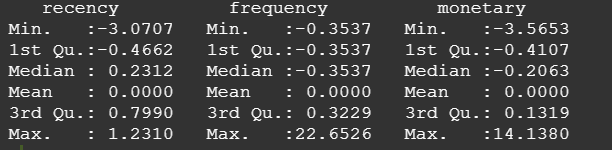 recency frequency monetary
Min. :-3.0707 Min. :-0.3537 Min. :-3.5653
1st Qu.:-0.4662 1st Qu.:-0.3537 1st Qu.:-0.4107
Median : 0.2312 Median :-0.3537 Median :-0.2063
Mean : 0.0000 Mean : 0.0000 Mean : 0.0000
3rd Qu.: 0.7990 3rd Qu.: 0.3229 3rd Qu.: 0.1319
Max. : 1.2310 Max. :22.6526 Max. :14.1380